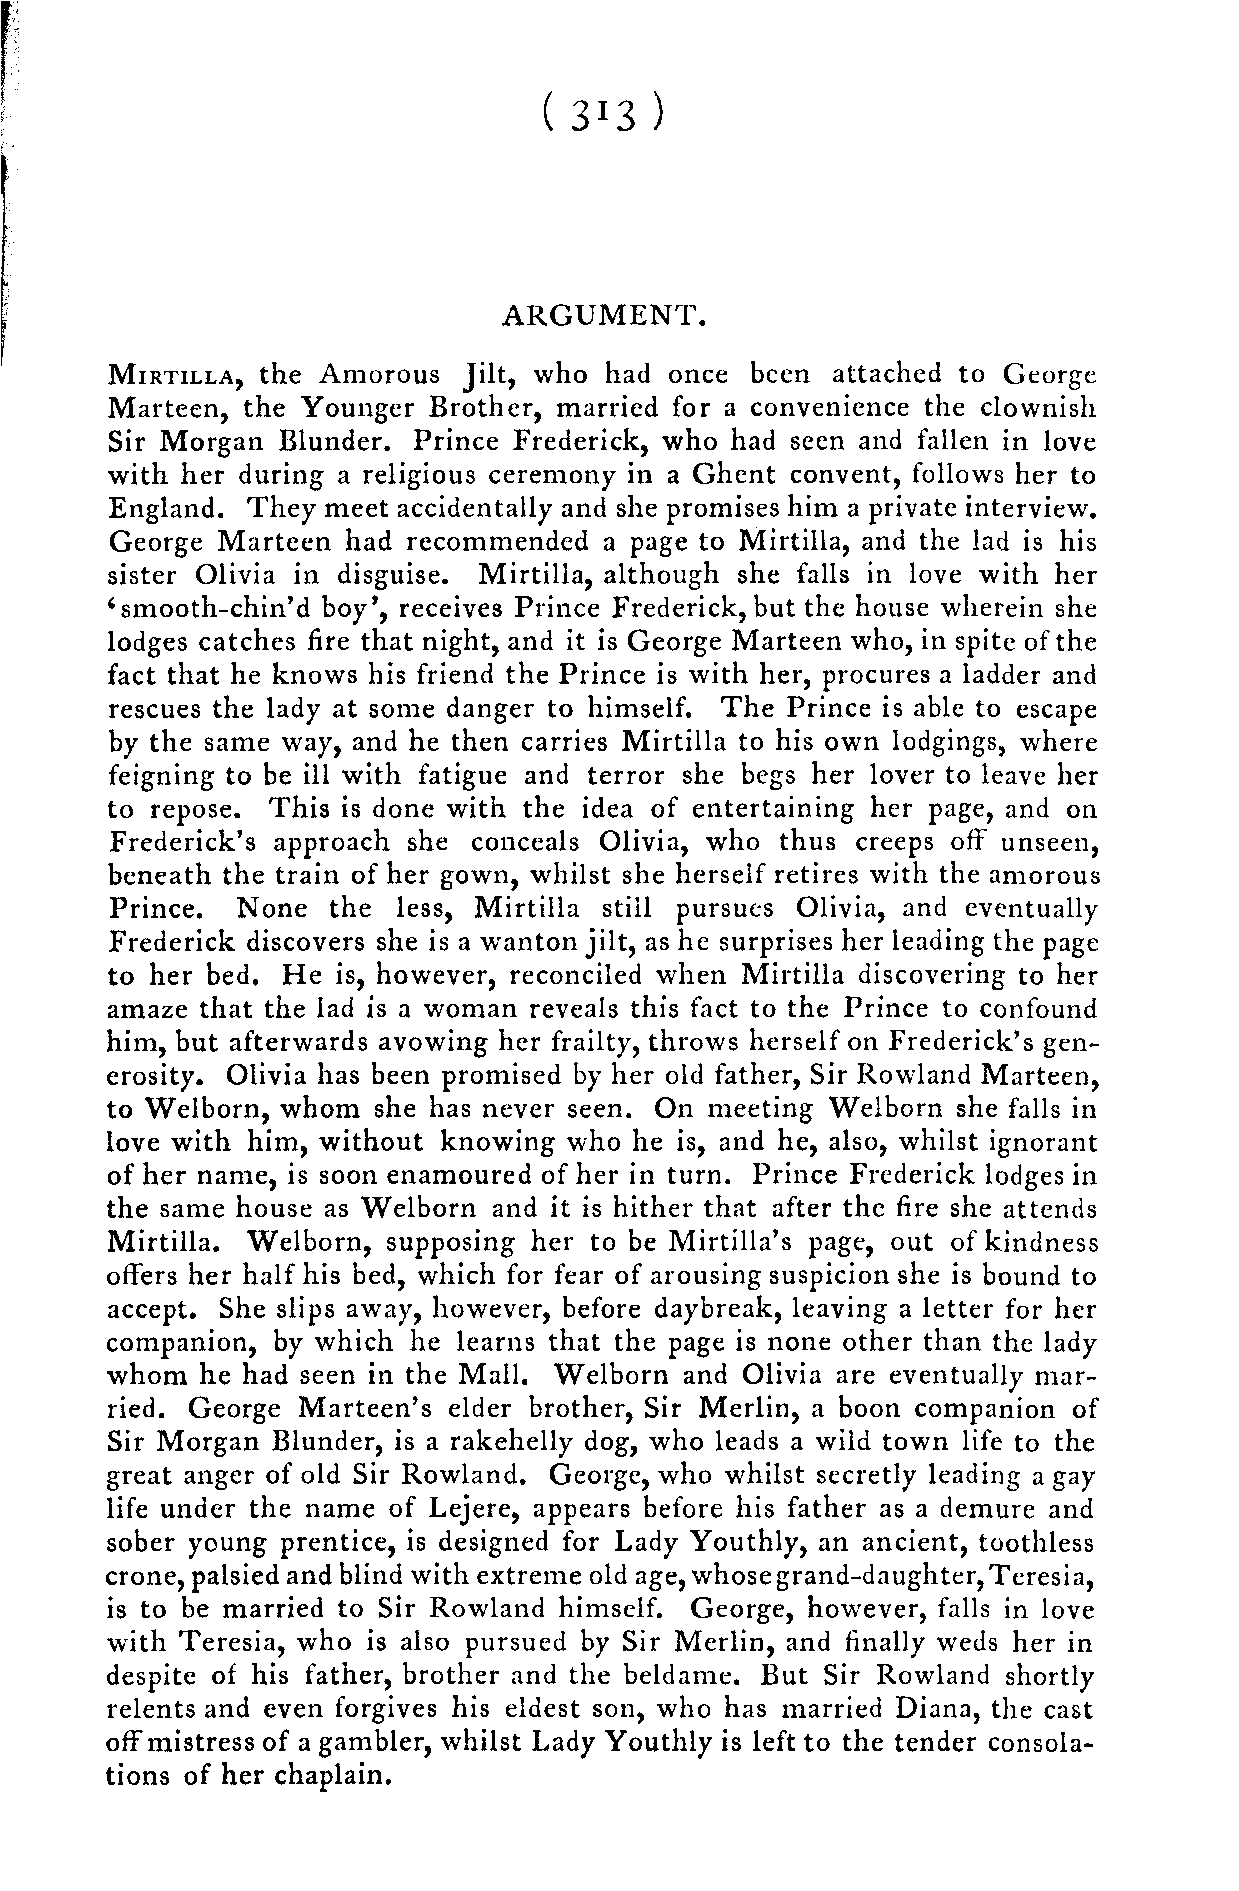 ( 313 )
ARGUMENT.
MIRTILLA, the Amorous Jilt, who had once been attached to George
Marteen, the Younger Brother, married for a convenience the clownish
Sir Morgan Blunder. Prince Frederick, who had seen and fallen in love
with her during a religious ceremony in a Ghent convent, follows her to
England. They meet accidentally and she promises him a private interview.
George Marteen had recommended a page to Mirtilla, and the lad is his
sister Olivia in disguise. Mirtilla, although she falls in love with her
‘smooth-chin’d boy’, receives Prince Frederick, but the house wherein she
lodges catches fire that night, and it is George Marteen who, in spite of the
fact that he knows his friend the Prince is with her, procures a ladder and
rescues the lady at some danger to himself. The Prince is able to escape
by the same way, and he then carries Mirtilla to his own lodgings, where
feigning to be ill with fatigue and terror she begs her lover to leave her
to repose. This is done with the idea of entertaining her page, and on
Frederick’s approach she conceals Olivia, who thus creeps off unseen,
beneath the train of her gown, whilst she herself retires with the amorous
Prince. None the less, Mirtilla still pursues Olivia, and eventually
Frederick discovers she is a wanton jilt, as he surprises her leading the page
to her bed. He is, however, reconciled when Mirtilla discovering to her
amaze that the lad is a woman reveals this fact to the Prince to confound
him, but afterwards avowing her frailty, throws herself on Frederick’s gen-
erosity. Olivia has been promised by her old father, Sir Rowland Marteen,
to Welborn, whom she has never seen. On meeting Welborn she falls in
love with him, without knowing who he is, and he, also, whilst ignorant
of her name, is soon enamoured of her in turn. Prince Frederick lodges in
the same house as Welborn and it is hither that after the fire she attends
Mirtilla. Welborn, supposing her to be Mirtilla’s page, out of kindness
offers her half his bed, which for fear of arousing suspicion she is bound to
accept. She slips away, however, before daybreak, leaving a letter for her
companion, by which he learns that the page is none other than the lady
whom he had seen in the Mall. Welborn and Olivia are eventually mar-
ried. George Marteen’s elder brother, Sir Merlin, a boon companion of
Sir Morgan Blunder, is a rakehelly dog, who leads a wild town life to the
great anger of old Sir Rowland. George, who whilst secretly leading a gay
life under the name of Lejere, appears before his father as a demure and
sober young prentice, is designed for Lady Youthly, an ancient, toothless
crone, palsied and blind with extreme old age, whose grand-daughter, Teresia,
is to be married to Sir Rowland himself. George, however, falls in love
with Teresia, who is also pursued by Sir Merlin, and finally weds her in
despite of his father, brother and the beldame. But Sir Rowland shortly
relents and even forgives his eldest son, who has married Diana, the cast
off mistress of a gambler, whilst Lady Youthly is left to the tender consola-
tions of her chaplain.